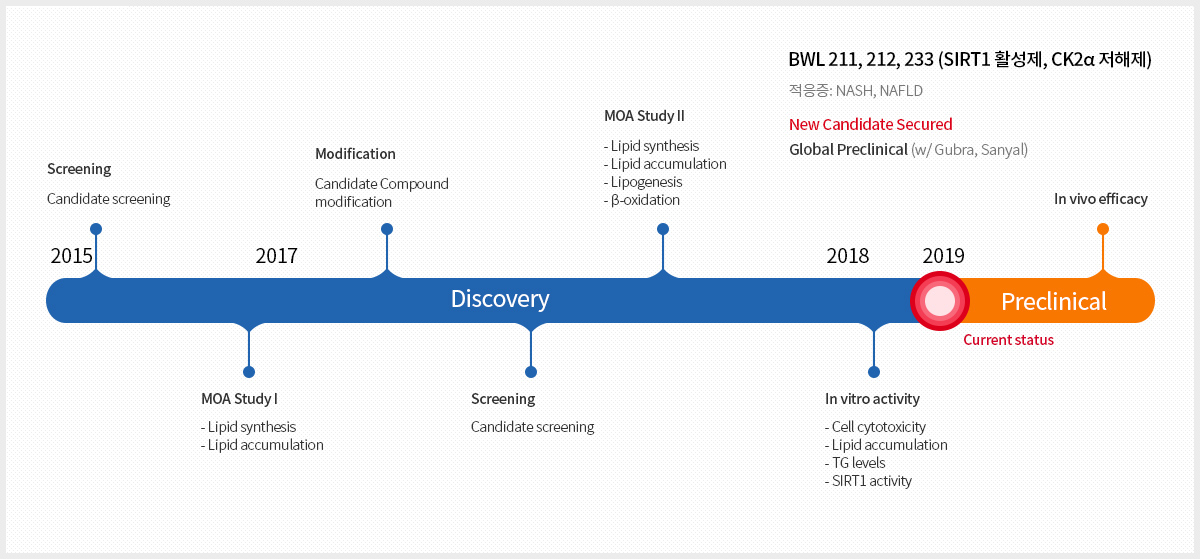 BWL 211, 212, 233 (SIRT1 활성제, CK2α 저해제)
적응증: NASH, NAFLD
New Candidate Secured
Global Preclinical (w/ Gubra, Sanyal)
Screening
Candidate screening
Modification
Candidate Compound
modification
MOA Study II
- Lipid synthesis
- Lipid accumulation
- Lipogenesis
- β-oxidation
In vivo efficacy
2015
2017
2018
2019
Discovery
Preclinical
Current status
MOA Study I
- Lipid synthesis
- Lipid accumulation
Screening
Candidate screening
In vitro activity
- Cell cytotoxicity
- Lipid accumulation
- TG levels
- SIRT1 activity